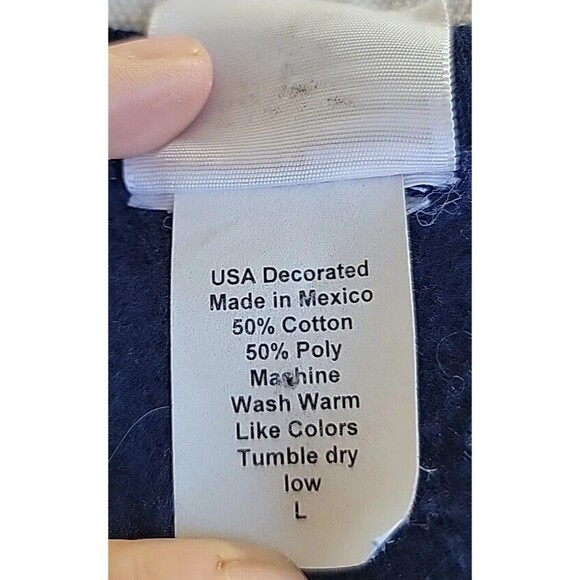 USA Decorated
Made in Mexico
50% Cotton
50% Poly
Machine
Wash Warm
Like Colors
Tumble dry
low
L